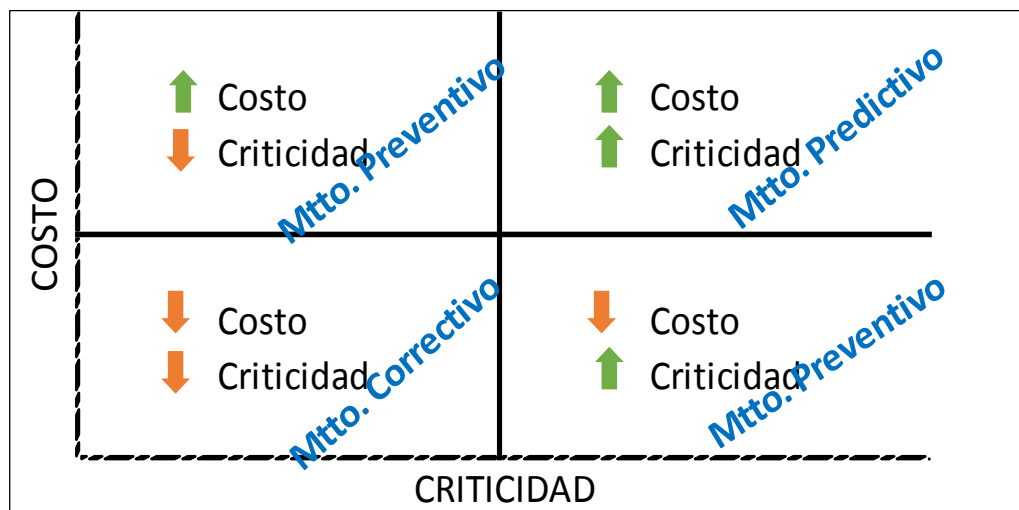 Costo
Criticidad
Mtto. Preventivo
Costo
Criticidad
Mtto. Predictivo
COSTO
Costo
Criticidad
Mtto. Correctivo
Costo
Criticidad
Mtto. Preventivo
CRITICIDAD